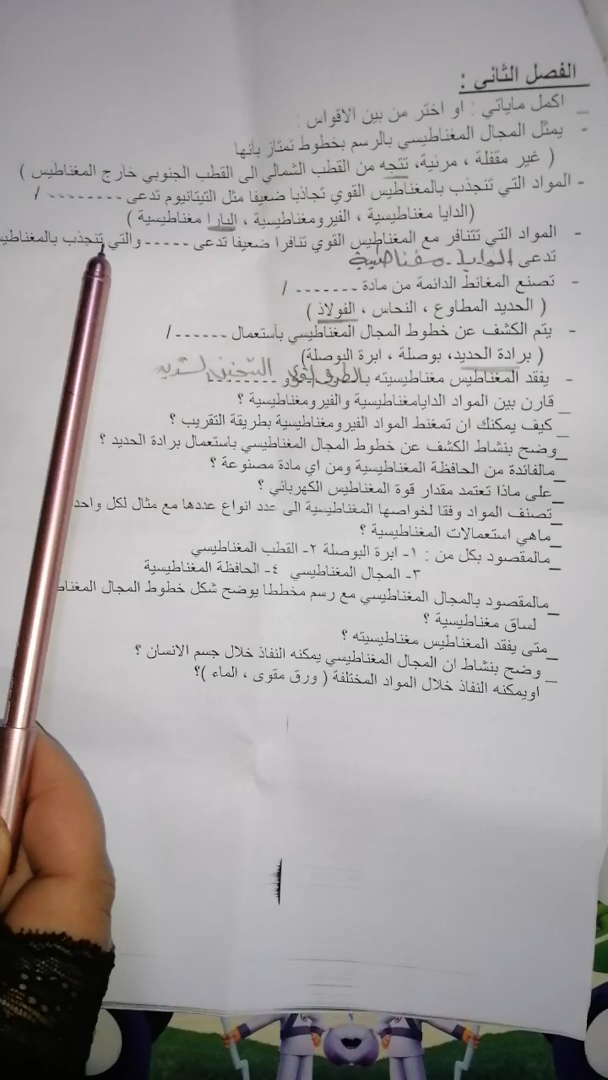 الفصل الثاني :
_ اكمل ماياتي : او اختر من بين الاقواس :
- يمثل المجال المغناطيسي بالرسم بخطوط تمتاز بانها
( غير مقفلة ، مرئية، تتجه من القطب الشمالي الى القطب الجنوبي خارج المغناطيس )
- المواد التي تنجذب بالمغناطيس القوي تجاذبا ضعيفا مثل التيتانيوم تدعى -------- /
(الدايا مغناطيسية ، الفيرومغناطيسية ، البارا مغناطيسية )
- المواد التي تتنافر مع المغناطيس القوي تنافرا ضعيفا تدعى ----- والتي تنجذب بالمغناطيس
تدعى الدايا مغناطيسية
- تصنع المغانط الدائمة من مادة ------- /
( الحديد المطاوع ، النحاس ، الفولاذ )
- يتم الكشف عن خطوط المجال المغناطيسي بأستعمال ------ /
( برادة الحديد، بوصلة ، ابرة البوصلة)
- يفقد المغناطيس مغناطيسيته بالطرق القوي و التسخين الشديد
_ قارن بين المواد الدايامغناطيسية والفيرومغناطيسية ؟
_ كيف يمكنك ان تمغنط المواد الفيرومغناطيسية بطريقة التقريب ؟
_ وضح بنشاط الكشف عن خطوط المجال المغناطيسي باستعمال برادة الحديد ؟
_ مالفائدة من الحافظة المغناطيسية ومن اي مادة مصنوعة ؟
_ على ماذا تعتمد مقدار قوة المغناطيس الكهربائي ؟
_ تصنف المواد وفقا لخواصها المغناطيسية الى عدد انواع عددها مع مثال لكل واحد
_ ماهي استعمالات المغناطيسية ؟
_ مالمقصود بكل من : ١- ابرة البوصلة ٢- القطب المغناطيسي
٣- المجال المغناطيسي ٤- الحافظة المغناطيسية
_ مالمقصود بالمجال المغناطيسي مع رسم مخططا يوضح شكل خطوط المجال
لساق مغناطيسية ؟
_ متى يفقد المغناطيس مغناطيسيته ؟
_ وضح بنشاط ان المجال المغناطيسي يمكنه النفاذ خلال جسم الانسان ؟
اويمكنه النفاذ خلال المواد المختلفة ( ورق مقوى ، الماء )؟